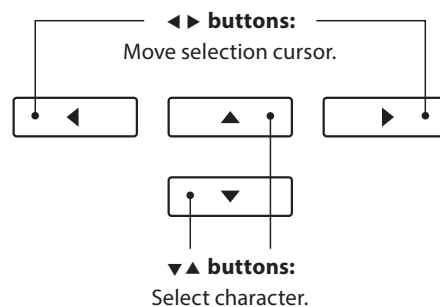 ◀ ▶ buttons:
Move selection cursor.
▼ ▲ buttons:
Select character.